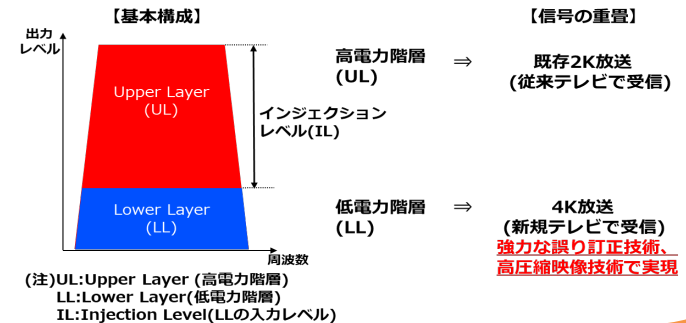 【基本構成】
【信号の重畳】
出力
レベル
Upper Layer
(UL)
インジェクション
レベル(IL)
Lower Layer
(LL)
周波数
高電力階層
(UL)
⇒
既存2K放送
(従来テレビで受信)
低電力階層
(LL)
⇒
4K放送
(新規テレビで受信)
強力な誤り訂正技術、
高圧縮映像技術で実現
(注)UL:Upper Layer (高電力階層)
LL:Lower Layer(低電力階層)
IL:Injection Level(LLの入力レベル)